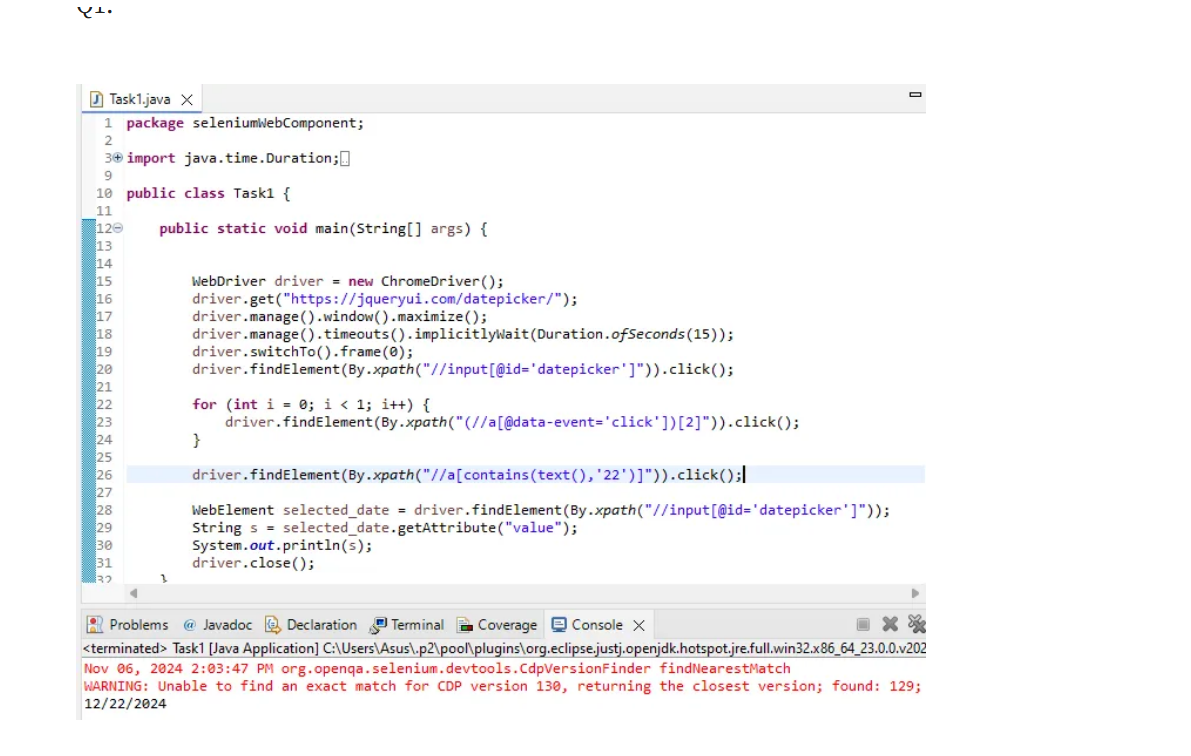 Q1.
Task1.java
1 package seleniumWebComponent;
2
3 import java.time.Duration;
9
10 public class Task1 {
11
12 public static void main(String[] args) {
13
14
15 WebDriver driver = new ChromeDriver();
16 driver.get("https://jqueryui.com/datepicker/");
17 driver.manage().window().maximize();
18 driver.manage().timeouts().implicitlyWait(Duration.ofSeconds(15));
19 driver.switchTo().frame(0);
20 driver.findElement(By.xpath("//input[@id='datepicker']")).click();
21
22 for (int i = 0; i < 1; i++) {
23 driver.findElement(By.xpath("(//a[@data-event='click'])[2]")).click();
24 }
25
26 driver.findElement(By.xpath("//a[contains(text(),'22')]")).click();
27
28 WebElement selected_date = driver.findElement(By.xpath("//input[@id='datepicker']"));
29 String s = selected_date.getAttribute("value");
30 System.out.println(s);
31 driver.close();
32 }
Problems @ Javadoc Declaration Terminal Coverage Console
<terminated> Task1 [Java Application] C:\Users\Asus\.p2\pool\plugins\org.eclipse.justj.openjdk.hotspot.jre.full.win32.x86_64_23.0.0.v202
Nov 06, 2024 2:03:47 PM org.openqa.selenium.devtools.CdpVersionFinder findNearestMatch
WARNING: Unable to find an exact match for CDP version 130, returning the closest version; found: 129;
12/22/2024